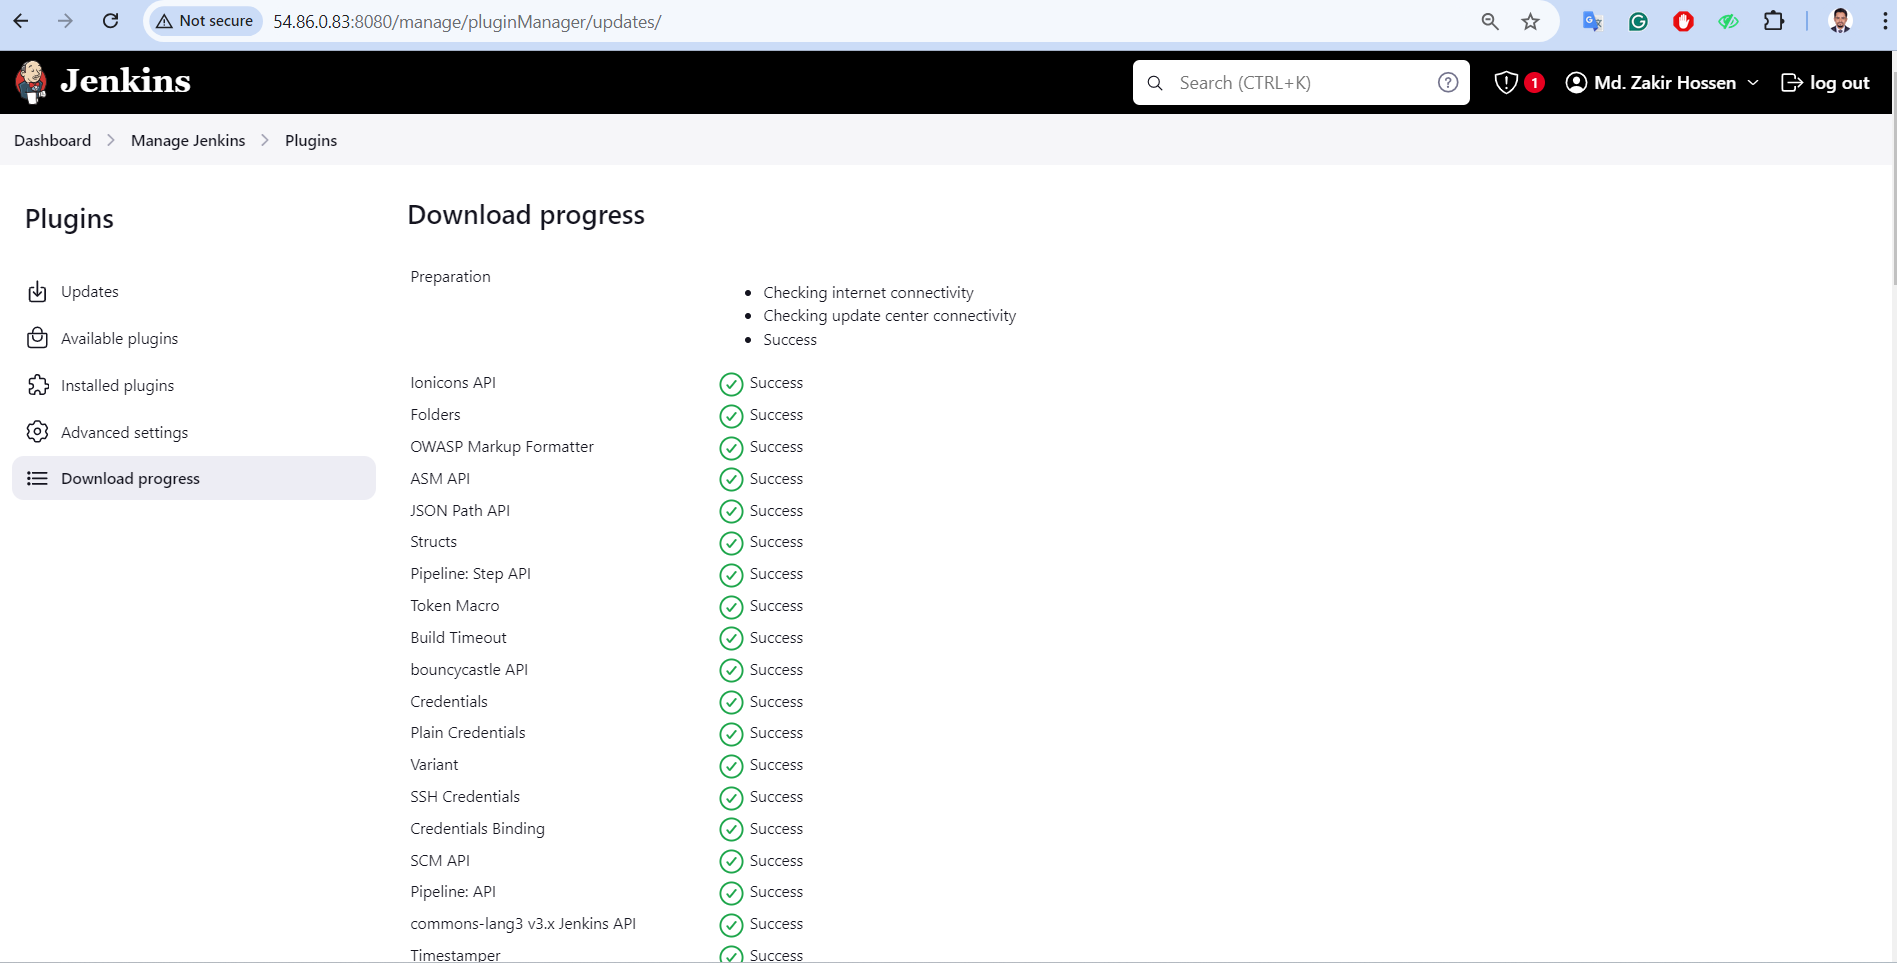 Not secure 54.86.0.83:8080/manage/pluginManager/updates/
Jenkins Search (CTRL+K) 1 Md. Zakir Hossen log out
Dashboard Manage Jenkins Plugins
Plugins
Updates
Available plugins
Installed plugins
Advanced settings
Download progress
Download progress
Preparation
Checking internet connectivity
Checking update center connectivity
Success
Ionicons API Success
Folders Success
OWASP Markup Formatter Success
ASM API Success
JSON Path API Success
Structs Success
Pipeline: Step API Success
Token Macro Success
Build Timeout Success
bouncycastle API Success
Credentials Success
Plain Credentials Success
Variant Success
SSH Credentials Success
Credentials Binding Success
SCM API Success
Pipeline: API Success
commons-lang3 v3.x Jenkins API Success
Timestamper Success